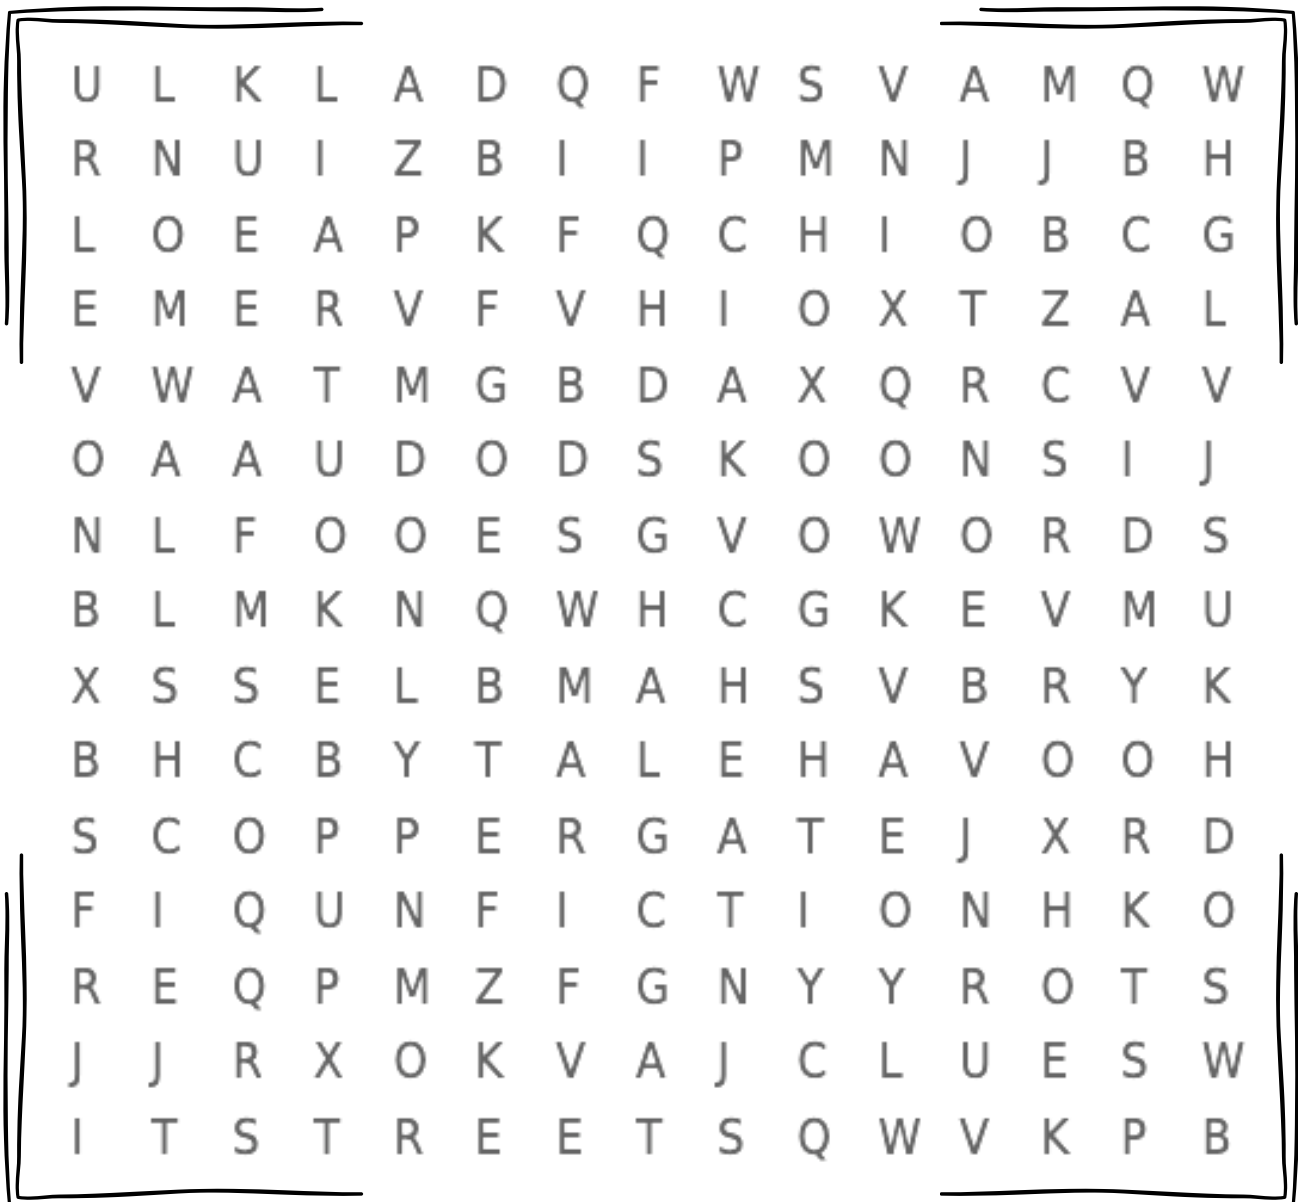 U L K L A D Q F W S V A M Q W
R N U I Z B I I P M N J J B H
L O E A P K F Q C H I O B C G
E M E R V F V H I O X T Z A L
V W A T M G B D A X Q R C V V
O A A U D O D S K O O N S I J
N L F O O E S G V O W O R D S
B L M K N Q W H C G K E V M U
X S S E L B M A H S V B R Y K
B H C B Y T A L E H A V O O H
S C O P P E R G A T E J X R D
F I Q U N F I C T I O N H K O
R E Q P M Z F G N Y Y R O T S
J J R X O K V A J C L U E S W
I T S T R E E T S Q W V K P B